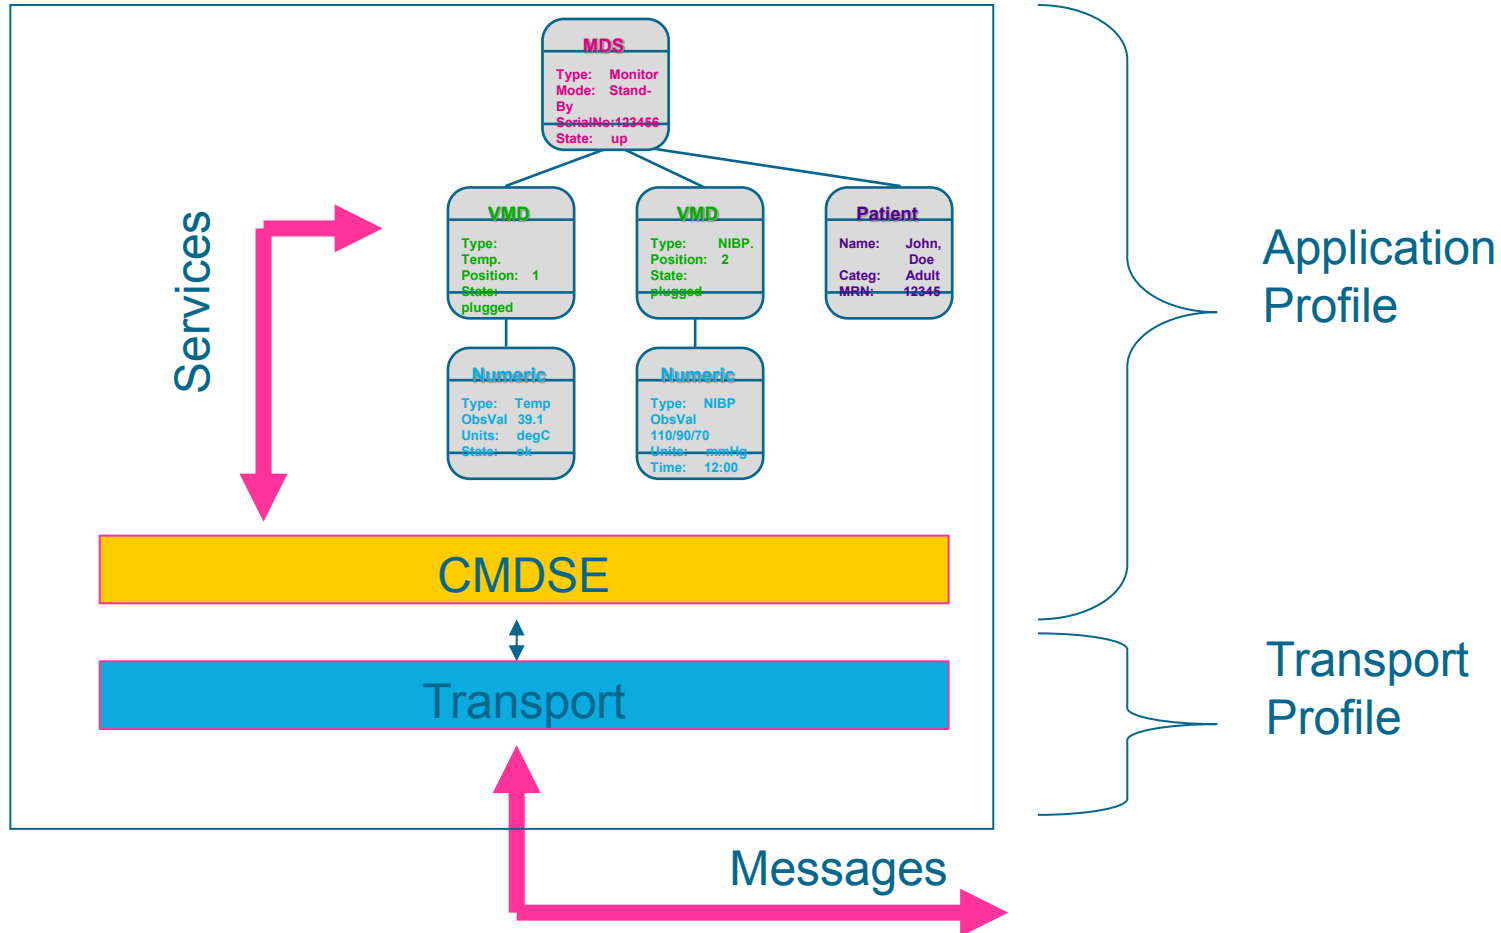 MDS
Type: Monitor
Mode: Stand-
By
SerialNo:123456
State: up
VMD
Type:
Temp.
Position: 1
State:
plugged
VMD
Type: NIBP.
Position: 2
State:
plugged
Patient
Name: John,
Doe
Categ: Adult
MRN: 12345
Services
Application
Profile
Numeric
Type: Temp
ObsVal 39.1
Units: degC
State: ok
Numeric
Type: NIBP
ObsVal
110/90/70
Units: mmHg
Time: 12:00
CMDSE
Transport
Transport
Profile
Messages